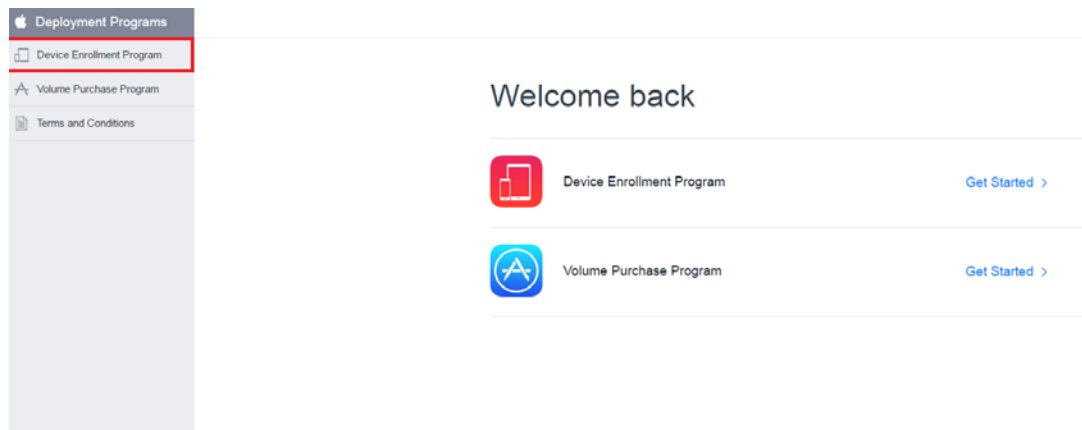 Deployment Programs
Device Enrollment Program
Volume Purchase Program
Terms and Conditions
Welcome back
Device Enrollment Program Get Started >
Volume Purchase Program Get Started >